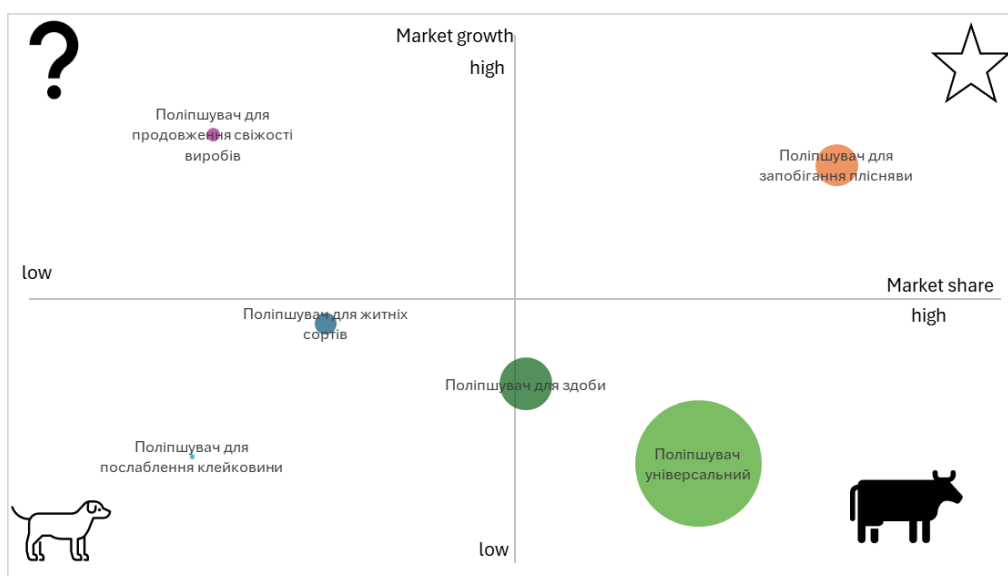 Market growth
high
Поліпшувач для
продовження свіжості
виробів
Поліпшувач для
запобігання плісняви
low
Market share
high
Поліпшувач для житніх
сортів
Поліпшувач для здоби
Поліпшувач для
послаблення клейковини
Поліпшувач
універсальний
low